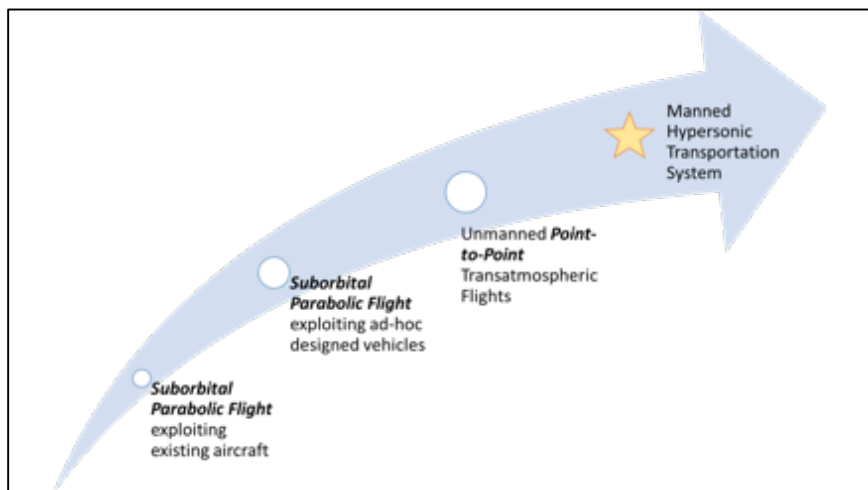 Manned
Hypersonic
Transportation
System
Unmanned Point-
to-Point
Transatmospheric
Flights
Suborbital
Parabolic Flight
exploiting ad-hoc
designed vehicles
Suborbital
Parabolic Flight
exploiting
existing aircraft